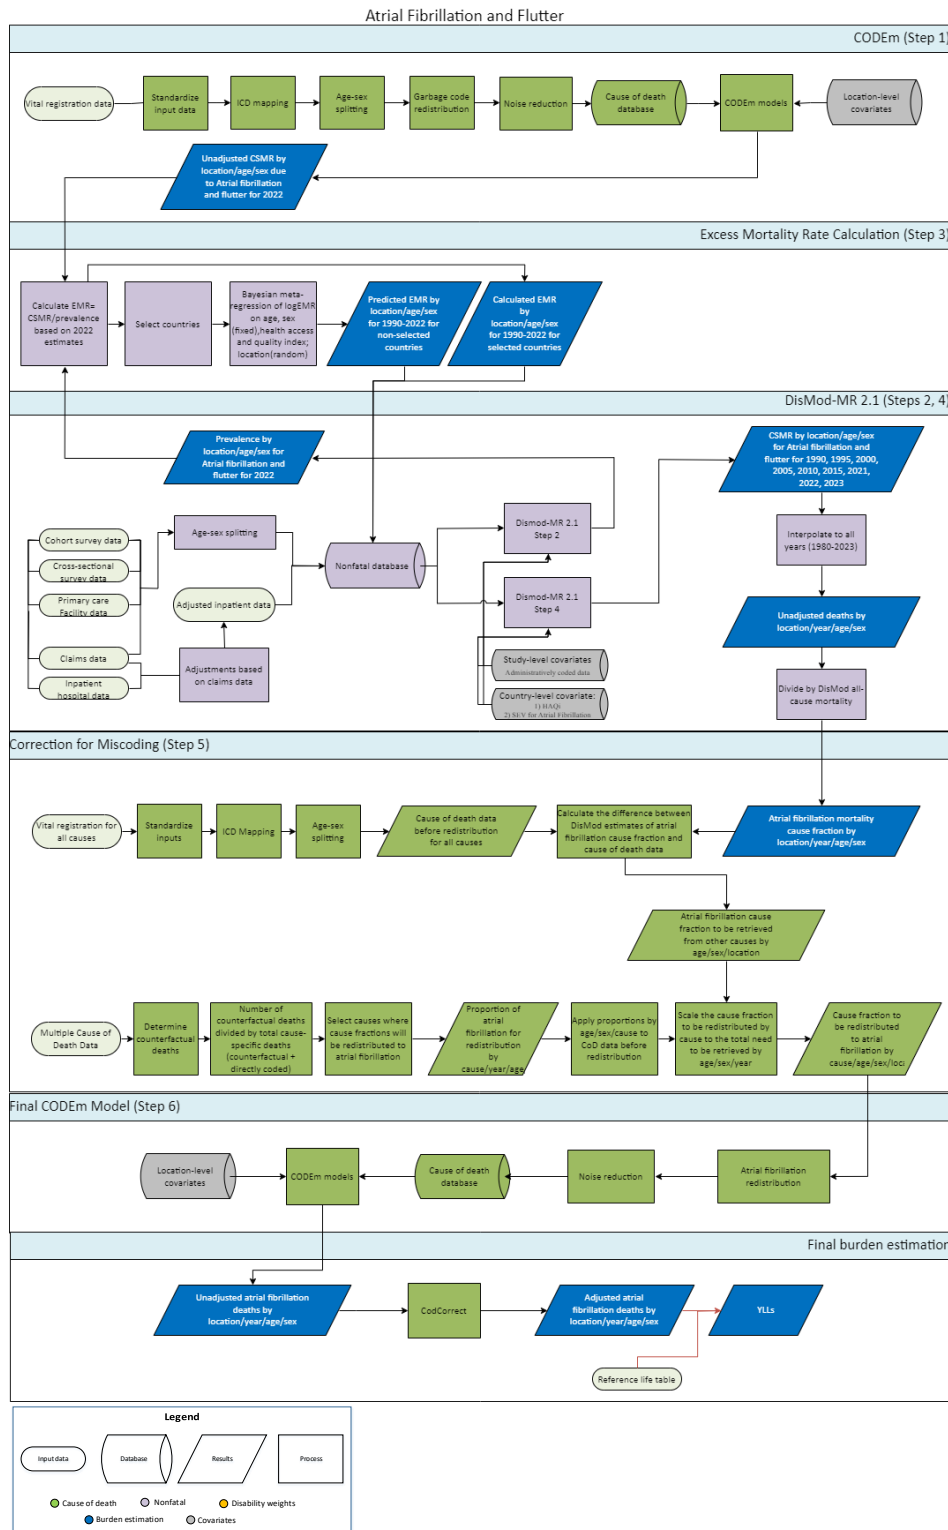 Atrial Fibrillation and Flutter
CODEm (Step 1)
Vital registration data
Standardize
input data
ICD mapping
Age-sex
splitting
Garbage code
redistribution
Noise reduction
Cause of death
database
CODEm models
Location-level
covariates
Unadjusted CSMR by
location/age/sex due
to Atrial fibrillation
and flutter for 2022
Excess Mortality Rate Calculation (Step 3)
Calculate EMR=
CSMR/prevalence
based on 2022
estimates
Select countries
Bayesian meta-
regression of logEMR
on age, sex
(fixed),health access
and quality index;
location(random)
Predicted EMR by
location/age/sex
for 1990-2022 for
non-selected
countries
Calculated EMR
by
location/age/sex
for 1990-2022 for
selected countries
DisMod-MR 2.1 (Steps 2, 4)
Prevalence by
location/age/sex for
Atrial fibrillation and
flutter for 2022
CSMR by location/age/sex
for Atrial fibrillation and
flutter for 1990, 1995, 2000,
2005, 2010, 2015, 2021,
2022, 2023
Cohort survey data
Cross-sectional
survey data
Primary care
Facility data
Claims data
Inpatient
hospital data
Age-sex splitting
Adjusted inpatient data
Adjustments based
on claims data
Nonfatal database
Dismod-MR 2.1
Step 2
Dismod-MR 2.1
Step 4
Study-level covariates
Administratively coded data
Country-level covariate:
1) HAQi
2) SEV for Atrial Fibrillation
Interpolate to all
years (1980-2023)
Unadjusted deaths by
location/year/age/sex
Divide by DisMod all-
cause mortality
Correction for Miscoding (Step 5)
Vital registration for
all causes
Standardize
inputs
ICD Mapping
Age-sex
splitting
Cause of death data
before redistribution
for all causes
Calculate the difference between
DisMod estimates of atrial
fibrillation cause fraction and
cause of death data
Atrial fibrillation mortality
cause fraction by
location/year/age/sex
Atrial fibrillation cause
fraction to be retrieved
from other causes by
age/sex/location
Multiple Cause of
Death Data
Determine
counterfactual
deaths
Number of
counterfactual deaths
divided by total cause-
specific deaths
(counterfactual +
directly coded)
Select causes where
cause fractions will be
redistributed to
atrial fibrillation
Proportion of
atrial
fibrillation for
redistribution
by
cause/year/age/
Apply proportions by
age/sex/cause to
CoD data before
redistribution
Scale the cause fraction
to be redistributed by
cause to the total need
to be retrieved by
age/sex/year
Cause fraction to
be redistributed
to atrial
fibrillation by
cause/age/sex/loc
Final CODEm Model (Step 6)
Location-level
covariates
CODEm models
Cause of death
database
Noise reduction
Atrial fibrillation
redistribution
Final burden estimation
Unadjusted atrial fibrillation
deaths by
location/year/age/sex
CodCorrect
Adjusted atrial
fibrillation deaths by
location/year/age/sex
YLLs
Reference life table
Legend
Input data
Database
Results
Process
Cause of death
Nonfatal
Disability weights
Burden estimation
Covariates